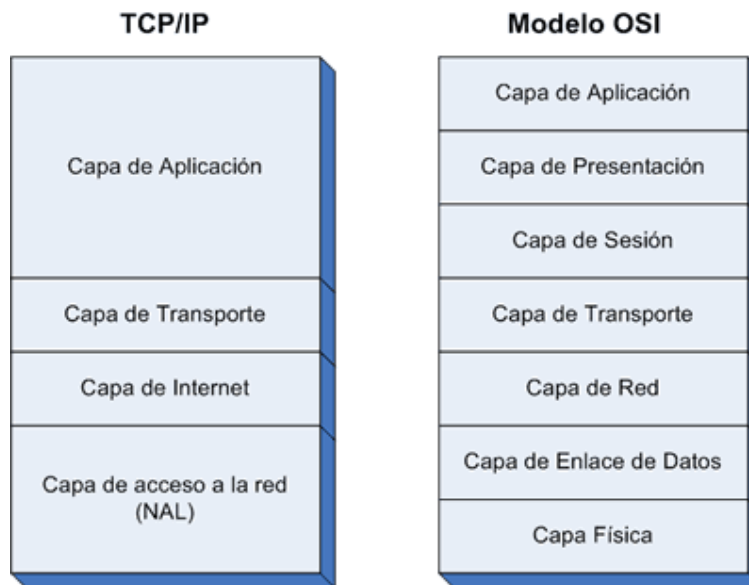 TCP/IP
Capa de Aplicación
Capa de Transporte
Capa de Internet
Capa de acceso a la red
(NAL)
Modelo OSI
Capa de Aplicación
Capa de Presentación
Capa de Sesión
Capa de Transporte
Capa de Red
Capa de Enlace de Datos
Capa Física